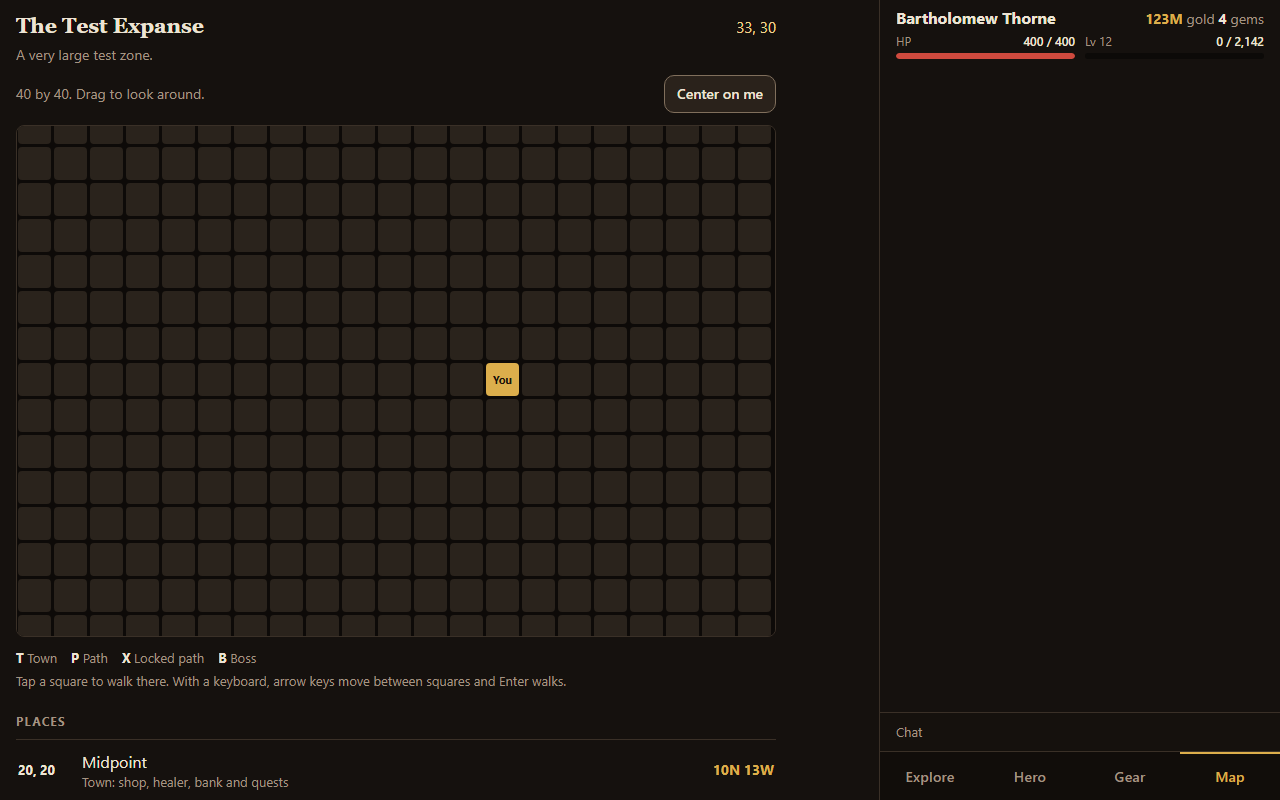 The Test Expanse
33, 30
A very large test zone.
40 by 40. Drag to look around.
Center on me
You
T Town P Path X Locked path B Boss
Tap a square to walk there. With a keyboard, arrow keys move between squares and Enter walks.
PLACES
20, 20
Midpoint
Town: shop, healer, bank and quests
10N 13W
Bartholomew Thorne
123M gold 4 gems
HP 400 / 400
Lv 12 0 / 2,142
Chat
Explore
Hero
Gear
Map